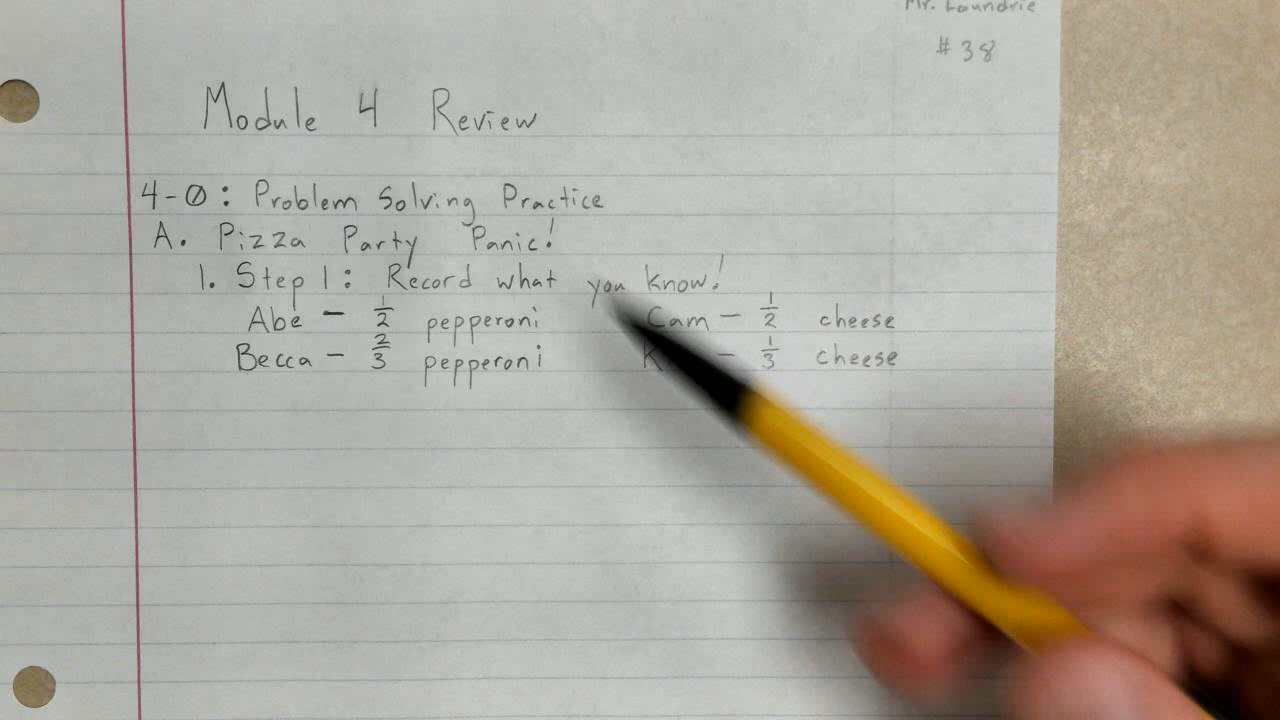 Mr. Laundrie
# 38
Module 4 Review
4-0: Problem Solving Practice
A. Pizza Party Panic!
1. Step 1: Record what you know!
Abe - 1/2 pepperoni Cam - 1/2 cheese
Becca - 2/3 pepperoni - 1/3 cheese